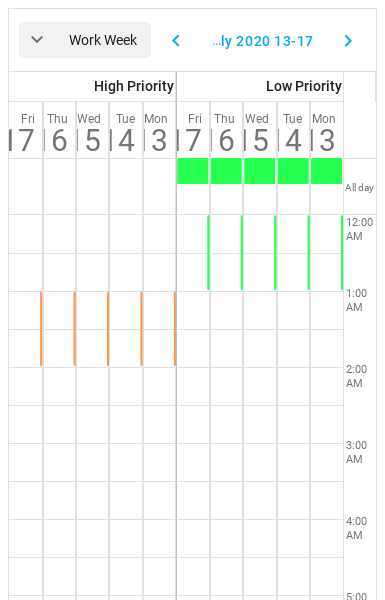 Work Week
...ly 2020 13-17
High Priority
Low Priority
Fri Thu Wed Tue Mon Fri Thu Wed Tue Mon
17 16 15 14 13 17 16 15 14 13
All day
12:00 AM
1:00 AM
2:00 AM
3:00 AM
4:00 AM
5:00